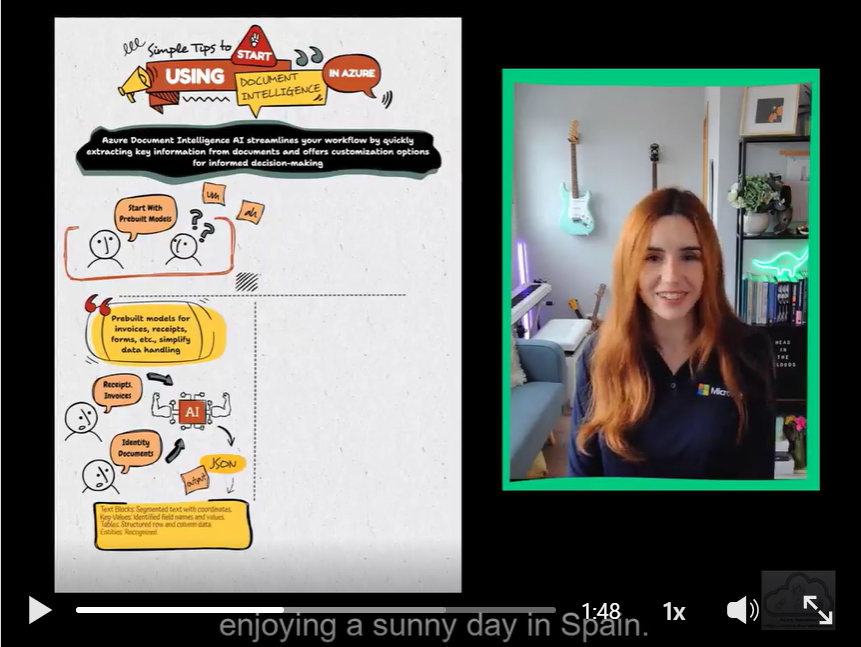 Simple Tips to
START
USING
DOCUMENT
INTELLIGENCE
IN AZURE
Azure Document Intelligence AI streamlines your workflow by quickly
extracting key information from documents and offers customization options
for informed decision-making
um
ah
Start With
Prebuilt Models
Prebuilt models for
invoices, receipts,
forms, etc., simplify
data handling
Receipts,
Invoices
AI
Identity
Documents
JSON
output
Text Blocks: Segmented text with coordinates.
Key-Values: Identified field names and values.
Tables: Structured row and column data.
Entities: Recognized
HEAD
IN
THE
CLOUDS
1:48
1x
enjoying a sunny day in Spain.